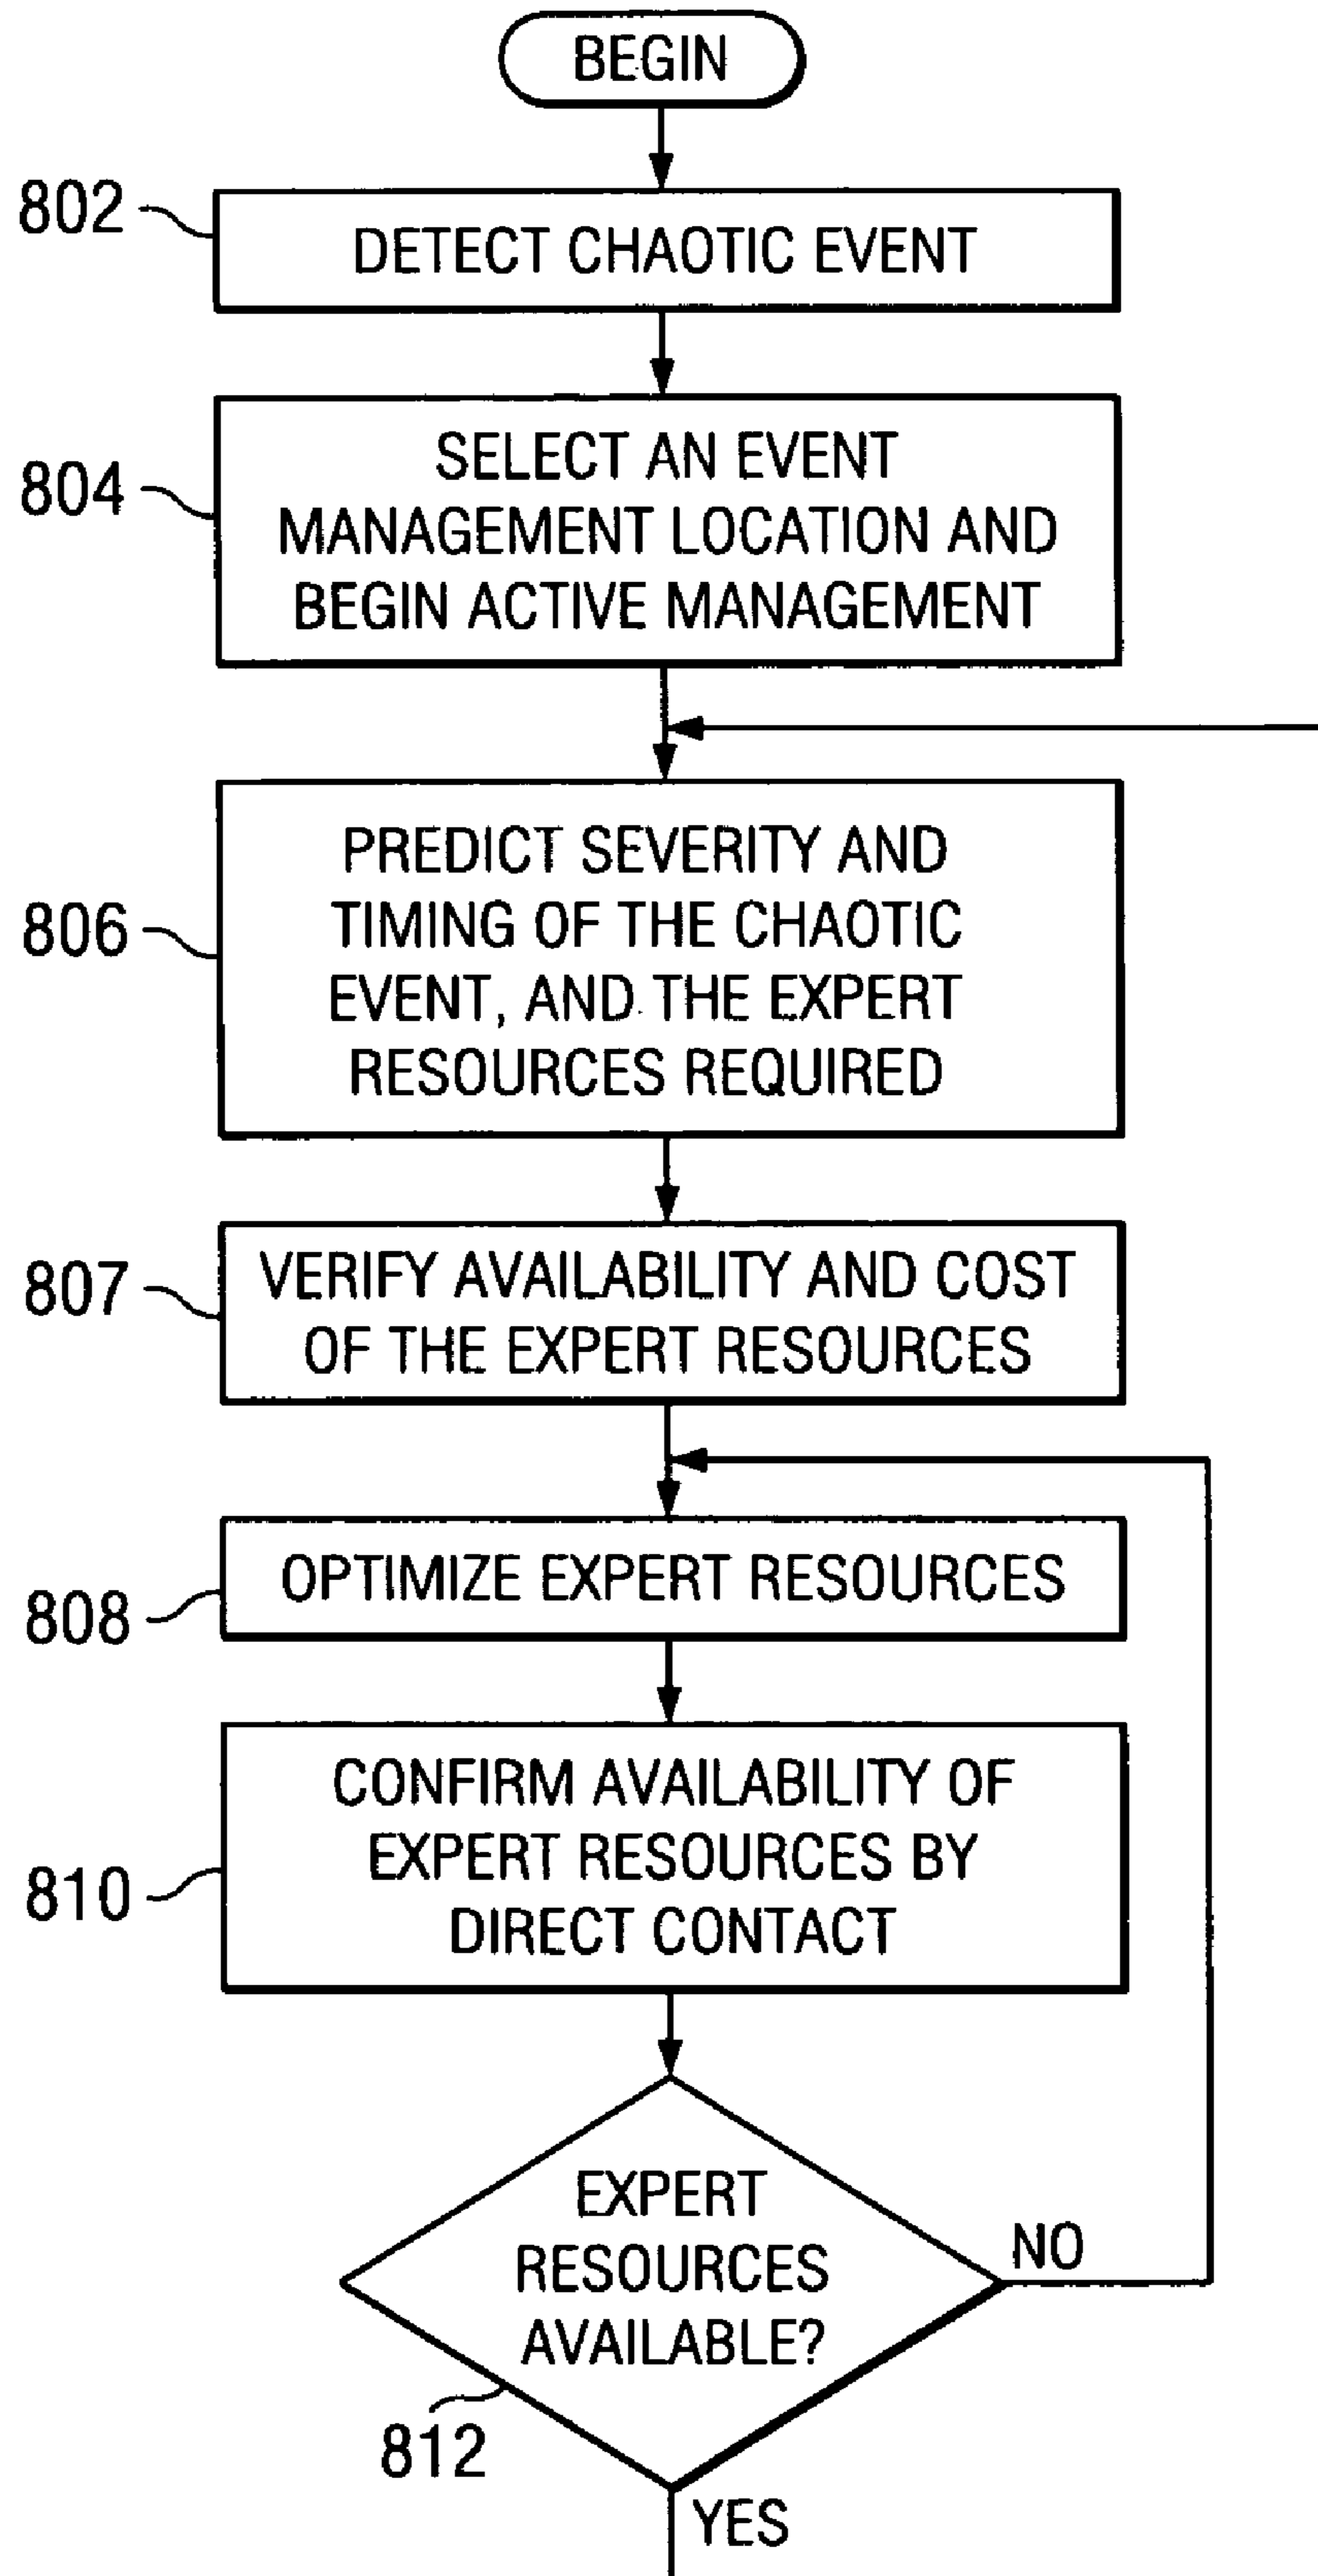 BEGIN
802
DETECT CHAOTIC EVENT
804
SELECT AN EVENT
MANAGEMENT LOCATION AND
BEGIN ACTIVE MANAGEMENT
806
PREDICT SEVERITY AND
TIMING OF THE CHAOTIC
EVENT, AND THE EXPERT
RESOURCES REQUIRED
807
VERIFY AVAILABILITY AND COST
OF THE EXPERT RESOURCES
808
OPTIMIZE EXPERT RESOURCES
810
CONFIRM AVAILABILITY OF
EXPERT RESOURCES BY
DIRECT CONTACT
EXPERT
RESOURCES
AVAILABLE?
NO
812
YES